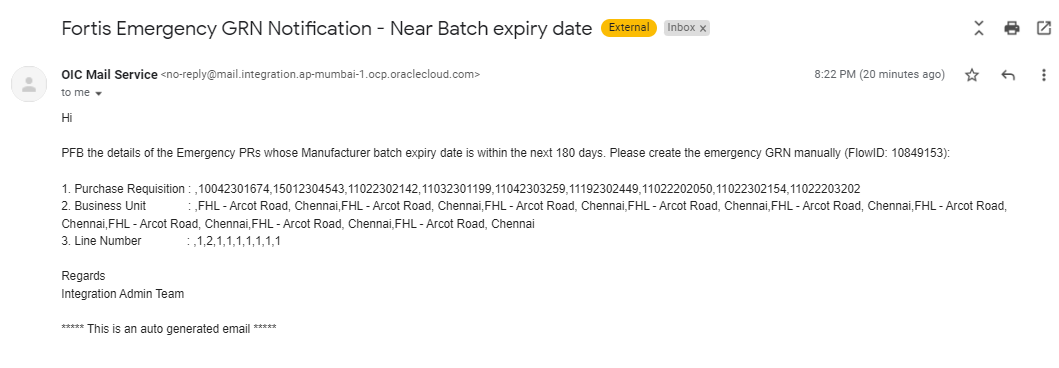 Fortis Emergency GRN Notification - Near Batch expiry date External Inbox x
OIC Mail Service <no-reply@mail.integration.ap-mumbai-1.ocp.oraclecloud.com> 8:22 PM (20 minutes ago)
to me
Hi
PFB the details of the Emergency PRs whose Manufacturer batch expiry date is within the next 180 days. Please create the emergency GRN manually (FlowID: 10849153):
1. Purchase Requisition : ,10042301674,15012304543,11022302142,11032301199,11042303259,11192302449,11022202050,11022302154,11022203202
2. Business Unit : ,FHL - Arcot Road, Chennai,FHL - Arcot Road, Chennai,FHL - Arcot Road, Chennai,FHL - Arcot Road, Chennai,FHL - Arcot Road, Chennai,FHL - Arcot Road,
Chennai,FHL - Arcot Road, Chennai,FHL - Arcot Road, Chennai,FHL - Arcot Road, Chennai
3. Line Number : ,1,2,1,1,1,1,1,1,1
Regards
Integration Admin Team
***** This is an auto generated email *****